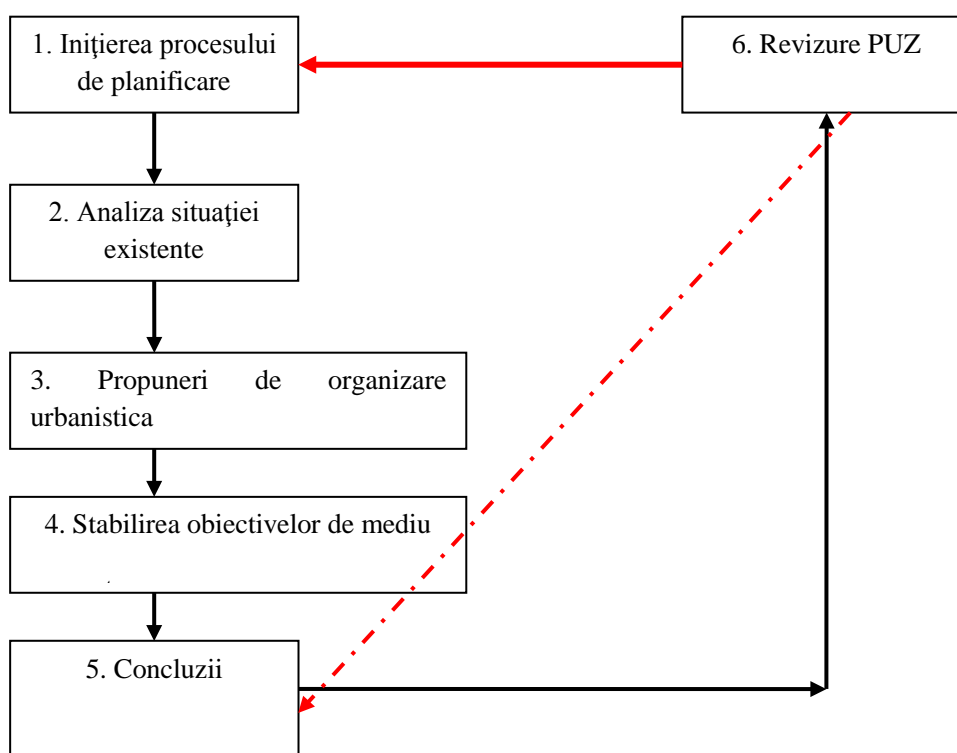 1. Iniţierea procesului
de planificare
6. Revizure PUZ
2. Analiza situaţiei
existente
3. Propuneri de organizare
urbanistica
4. Stabilirea obiectivelor de mediu
.
5. Concluzii